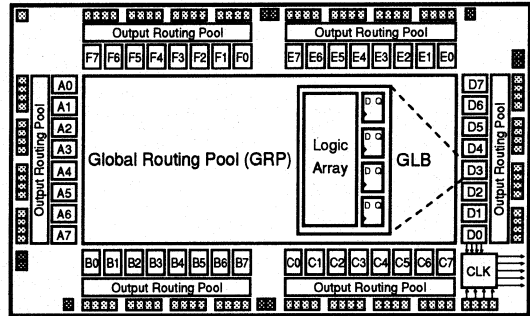 Output Routing Pool Output Routing Pool
F7 F6 F5 F4 F3 F2 F1 F0 E7 E6 E5 E4 E3 E2 E1 E0
Output Routing Pool
A0
A1
A2
A3
A4
A5
A6
A7
Global Routing Pool (GRP)
Logic
Array
D Q
D Q
D Q
D Q
GLB
D7
D6
D5
D4
D3
D2
D1
D0
Output Routing Pool
CLK
B0 B1 B2 B3 B4 B5 B6 B7 C0 C1 C2 C3 C4 C5 C6 C7
Output Routing Pool Output Routing Pool